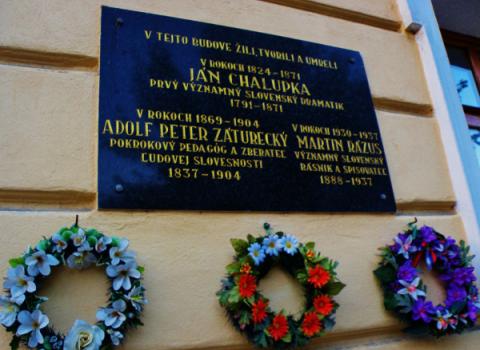 V TEJTO BUDOVE ŽILI, TVORILI A UMRELI
V ROKOCH 1824-1871
JÁN CHALUPKA
PRVÝ VÝZNAMNÝ SLOVENSKÝ DRAMATIK
1791-1871
V ROKOCH 1869-1904
ADOLF PETER ZÁTURECKÝ
POKROKOVÝ PEDAGÓG A ZBERATEĽ
ĽUDOVEJ SLOVESNOSTI
1837-1904
V ROKOCH 1930-1937
MARTIN RÁZUS
VÝZNAMNÝ SLOVENSKÝ
BÁSNIK A SPISOVATEĽ
1888-1937